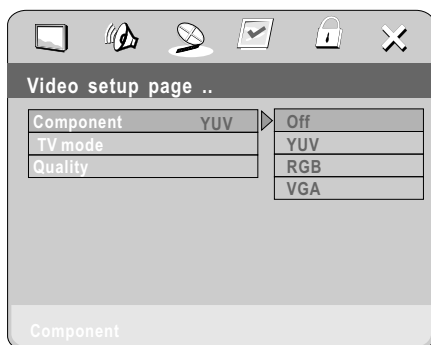 Video setup page ..
Component YUV Off
TV mode YUV
Quality RGB
VGA
Component